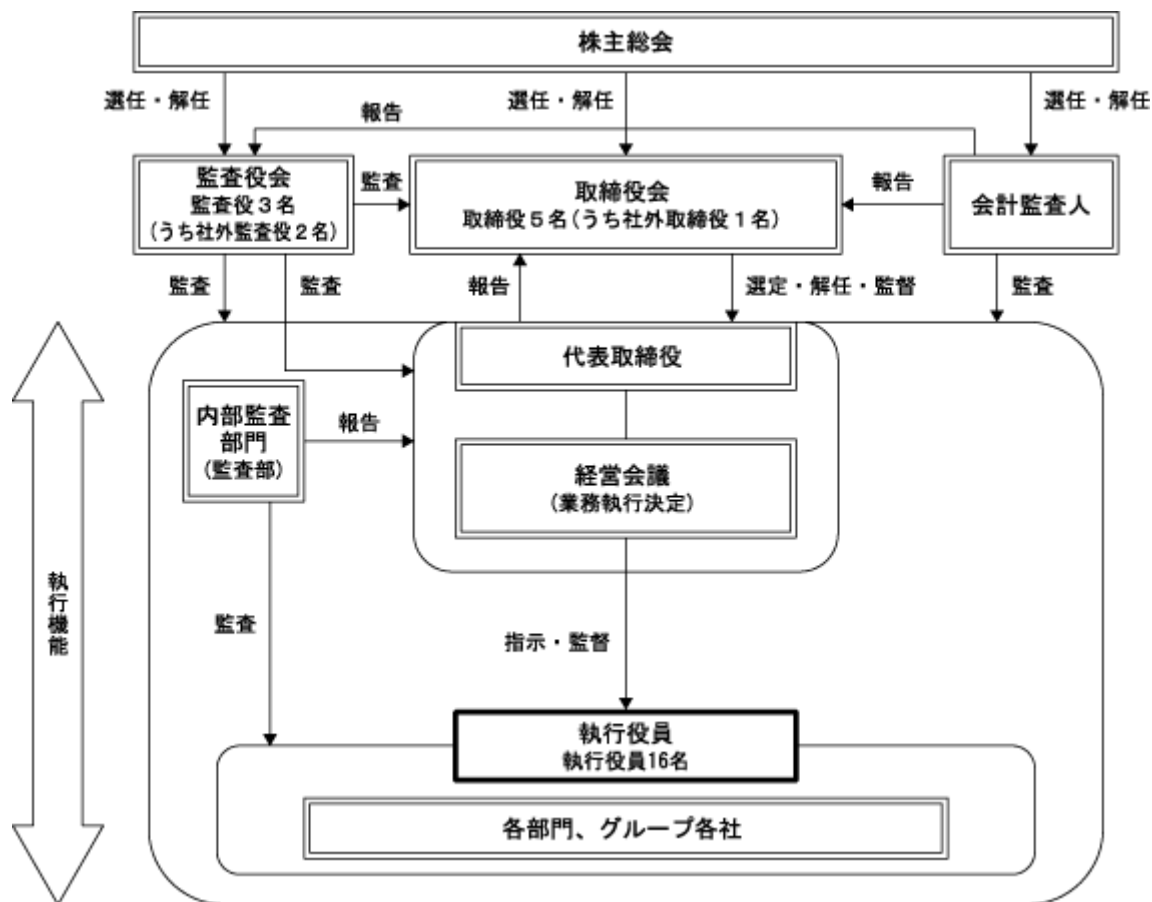 株主総会
選任・解任
選任・解任
選任・解任
報告
監査役会
監査役３名
(うち社外監査役２名)
監査
取締役会
取締役５名(うち社外取締役１名)
報告
会計監査人
監査
監査
報告
選定・解任・監督
監査
代表取締役
内部監査
部門
(監査部)
報告
経営会議
(業務執行決定)
執行機能
監査
指示・監督
執行役員
執行役員16名
各部門、グループ各社